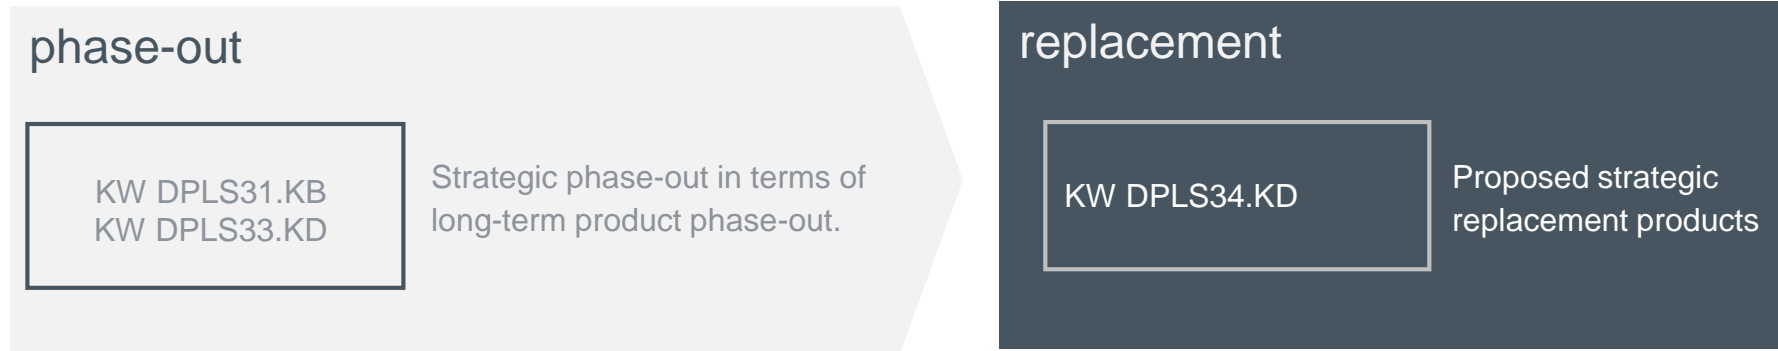 phase-out
KW DPLS31.KB
KW DPLS33.KD
Strategic phase-out in terms of
long-term product phase-out.
replacement
KW DPLS34.KD
Proposed strategic
replacement products